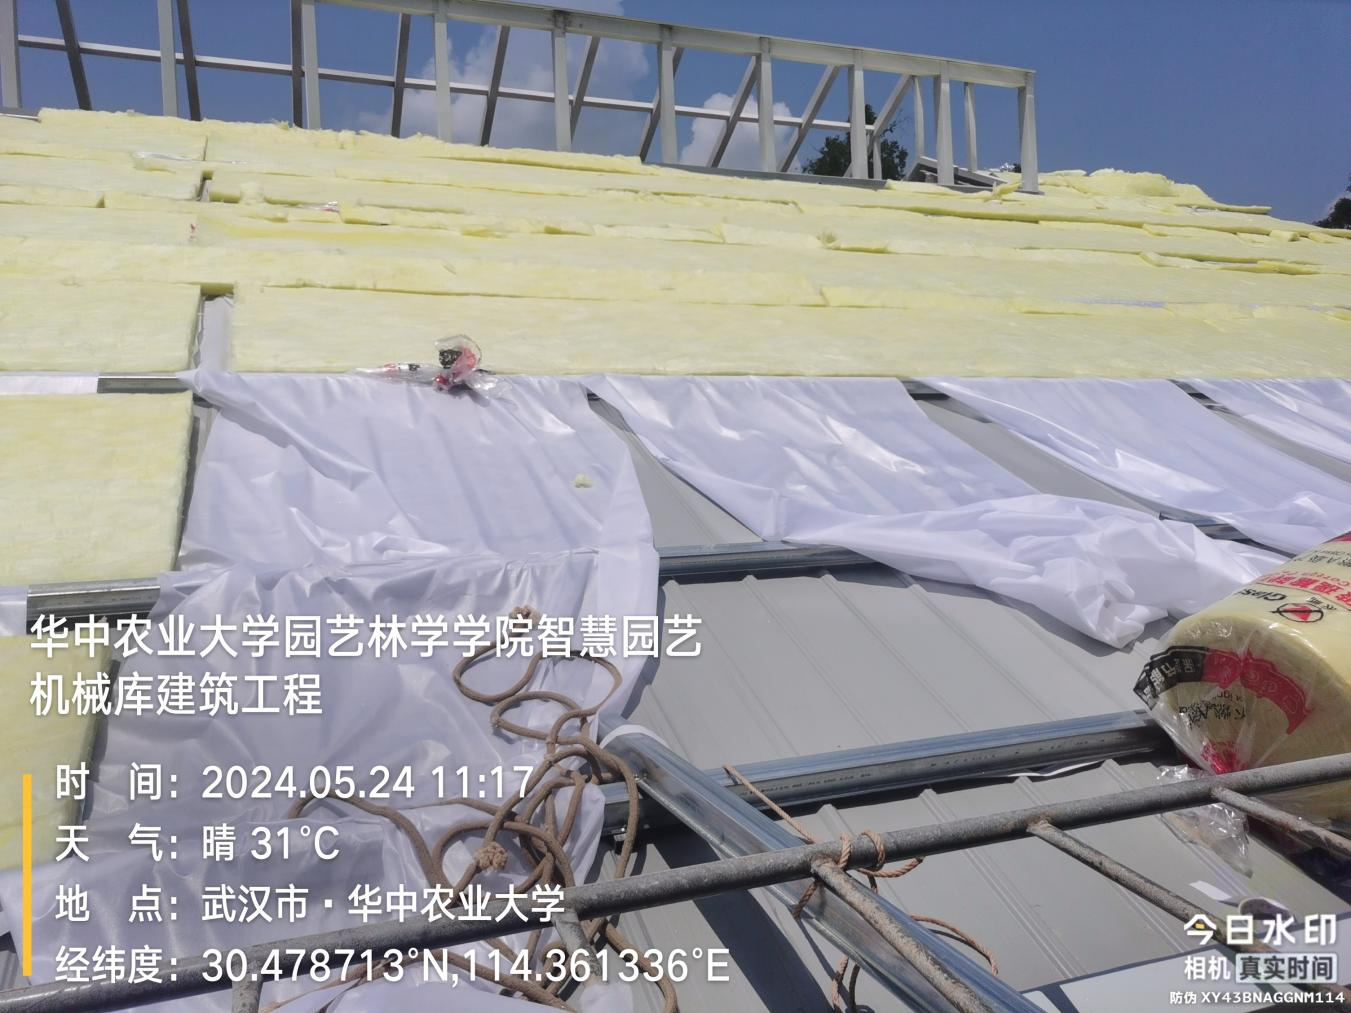 华中农业大学园艺林学学院智慧园艺
机械库建筑工程
时 间：2024.05.24 11:17
天 气：晴 31°C
地 点：武汉市·华中农业大学
经纬度：30.478713°N,114.361336°E
今日水印
相机 真实时间
防伪 XY43BNAGGNM114